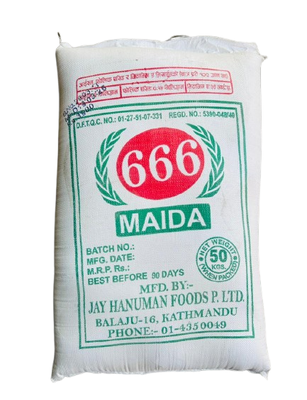 D.F.T.Q.C. NO.: 01-27-51-07-331 REGD. NO.: 5396-048/49
666
MAIDA
BATCH NO.:
MFG. DATE:
M.R.P. Rs.:
BEST BEFORE 90 DAYS
NET WEIGHT
50
KGS.
(WHEN PACKED)
MFD. BY:-
JAY HANUMAN FOODS P. LTD.
BALAJU-16, KATHMANDU
PHONE:- 01-4350049